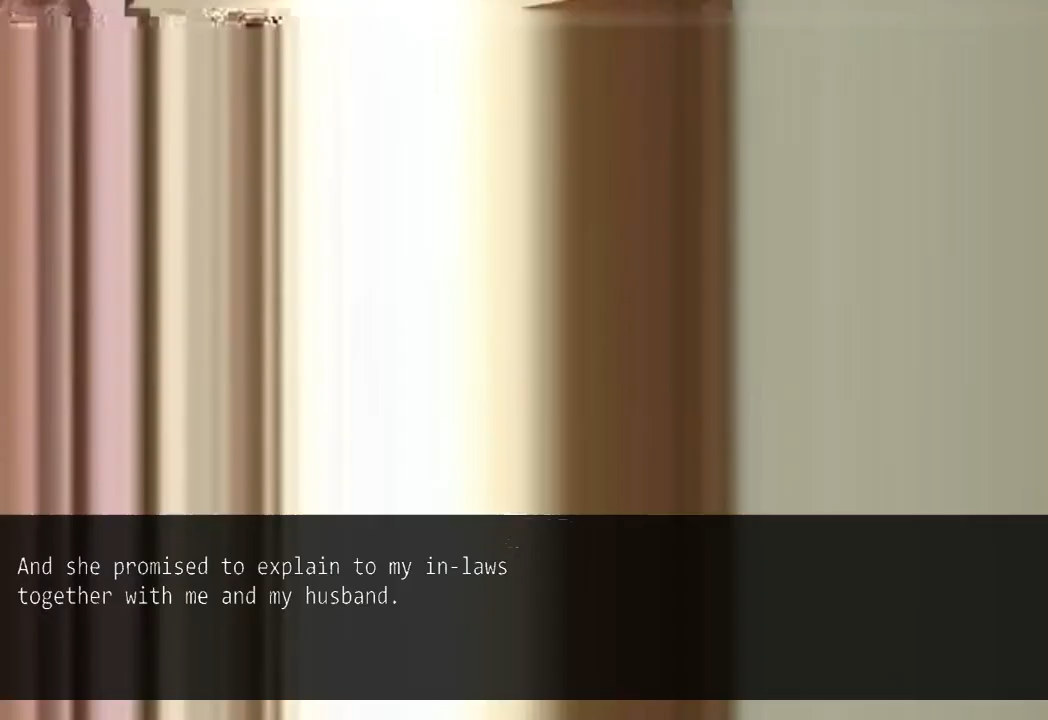 And she promised to explain to my in-laws
together with me and my husband.